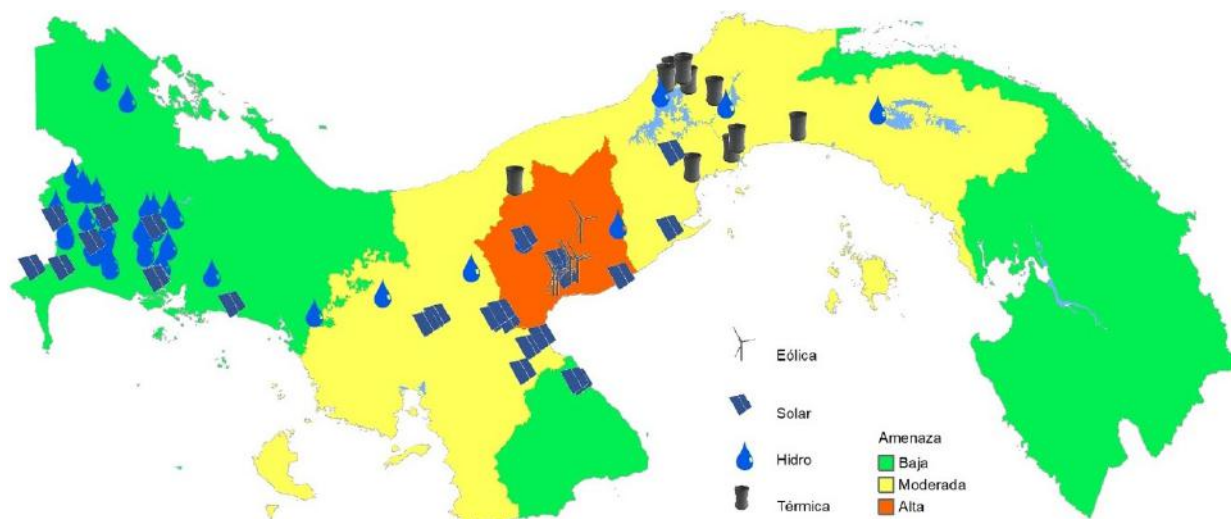 Eólica
Solar
Hidro
Térmica
Amenaza
Baja
Moderada
Alta